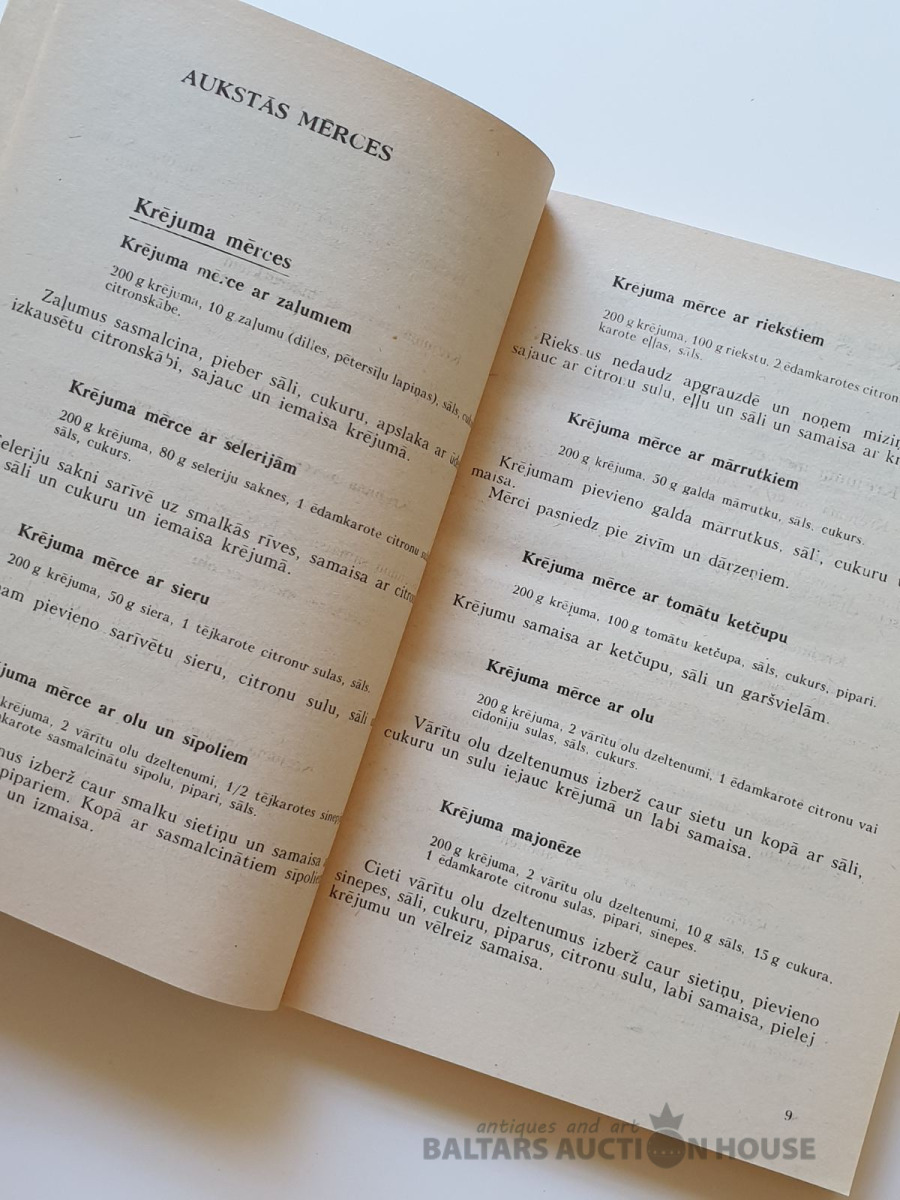 AUKSTĀS MĒRCES
Krējuma mērces
Krējuma mērce ar zaļumiem
200 g krējuma, 10 g zaļumu (dilles, pētersīļu lapiņas), sāls,
citronskābe.
Zaļumus sasmalcina, pieber sāli, cukuru, apslaka ar
izkausētu citronskābi, sajauc un iemaisa krējumā.
Krējuma mērce ar selerijām
200 g krējuma, 80 g seleriju saknes, 1 ēdamkarote citronu
sāls, cukurs.
Seleriju sakni sarīvē uz smalkās rīves, samaisa ar
sāli un cukuru un iemaisa krējumā.
Krējuma mērce ar sieru
200 g krējuma, 50 g siera, 1 tējkarote citronu sulas, sāls.
pievieno sarīvētu sieru, citronu sulu, sāli
mērce ar olu un sīpoliem
krējuma, 2 vārītu olu dzeltenumi, 1/2 tējkarotes
sasmalcinātu sīpolu, pipari, sāls.
izberž caur smalku sietiņu un samaisa
pipariem. Kopā ar sasmalcinātiem
un izmaisa.
Krējuma mērce ar riekstiem
200 g krējuma, 100 g riekstu, 2 ēdamkarotes
karote eļļas, sāls.
Riekstus nedaudz apgrauzdē un noņem
sajauc ar citronu sulu, eļļu un sāli un samaisa ar
Krējuma mērce ar mārrutkiem
200 g krējuma, 50 g galda mārrutku, sāls, cukurs.
Krējumam pievieno galda mārrutkus, sāli, cukuru
maisa.
Mērci pasniedz pie zivīm un dārzeņiem.
Krējuma mērce ar tomātu ketčupu
200 g krējuma, 100 g tomātu ketčupa, sāls, cukurs, pipari.
Krējumu samaisa ar ketčupu, sāli un garšvielām.
Krējuma mērce ar olu
200 g krējuma, 2 vārītu olu dzeltenumi, 1 ēdamkarote citronu vai
cidoniju sulas, sāls, cukurs.
Vārītu olu dzeltenumus izberž caur sietu un kopā ar sāli,
cukuru un sulu iejauc krējumā un labi samaisa.
Krējuma majonēze
200 g krējuma, 2 vārītu olu dzeltenumi, 10 g sāls, 15 g cukura,
1 ēdamkarote citronu sulas, pipari, sinepes.
Cieti vārītu olu dzeltenumus izberž caur sietiņu, pievieno
sinepes, sāli, cukuru, piparus, citronu sulu, labi samaisa, pielej
krējumu un vēlreiz samaisa.
9
antiques and art
BALTARS AUCTION HOUSE